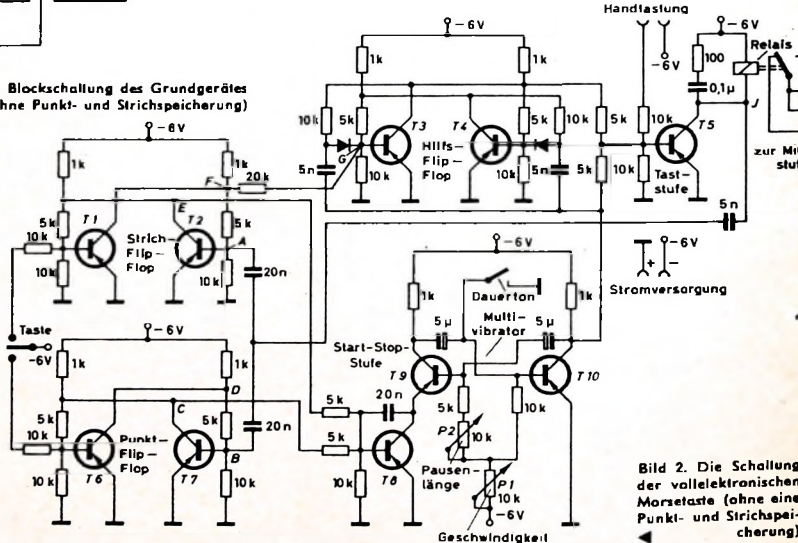 Blockschaltung des Grundgerätes
hne Punkt- und Strichspeicherung)
Handtastung
-6V
-6V
-6V
Relais
100
0,1µ
J
1k
1k
10k
5k
T3
T4
5k
10k
5k
10k
T5
G
Hilfs-
Flip-
Flop
5n
10k
10k
5n
5k
10k
Tast-
stufe
zur Mi
stuf
5n
-6V
+ -
Stromversorgung
-6V
1k
1k
F
20k
E
5k
T1
T2
5k
10k
Strich-
Flip-
Flop
A
10k
10k
20n
Taste
-6V
-6V
1k
1k
D
5k
C
5k
20n
10k
Punkt-
Flip-
Flop
B
10k
T6
T7
10k
-6V
1k
1k
Dauerton
Multi-
vibrator
5µ
5µ
Start-Stop-
Stufe
T9
T10
20n
5k
5k
T8
10k
5k
10k
P2
10k
Pausen-
länge
P1
10k
-6V
Geschwindigkeit
Bild 2. Die Schaltung
der vollelektronischen
Morsetaste (ohne eine
Punkt- und Strichspei-
cherung)